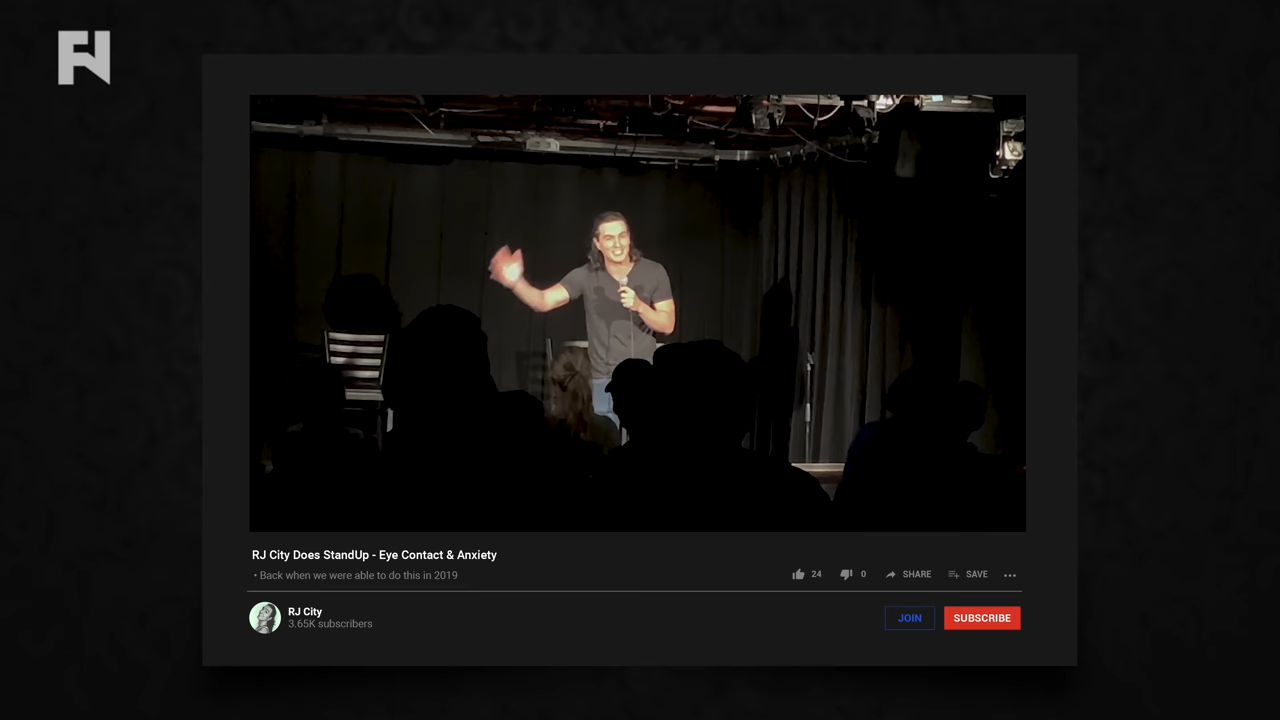 RJ City Does StandUp - Eye Contact & Anxiety
• Back when we were able to do this in 2019
24
0
SHARE
SAVE
RJ City
3.65K subscribers
JOIN
SUBSCRIBE